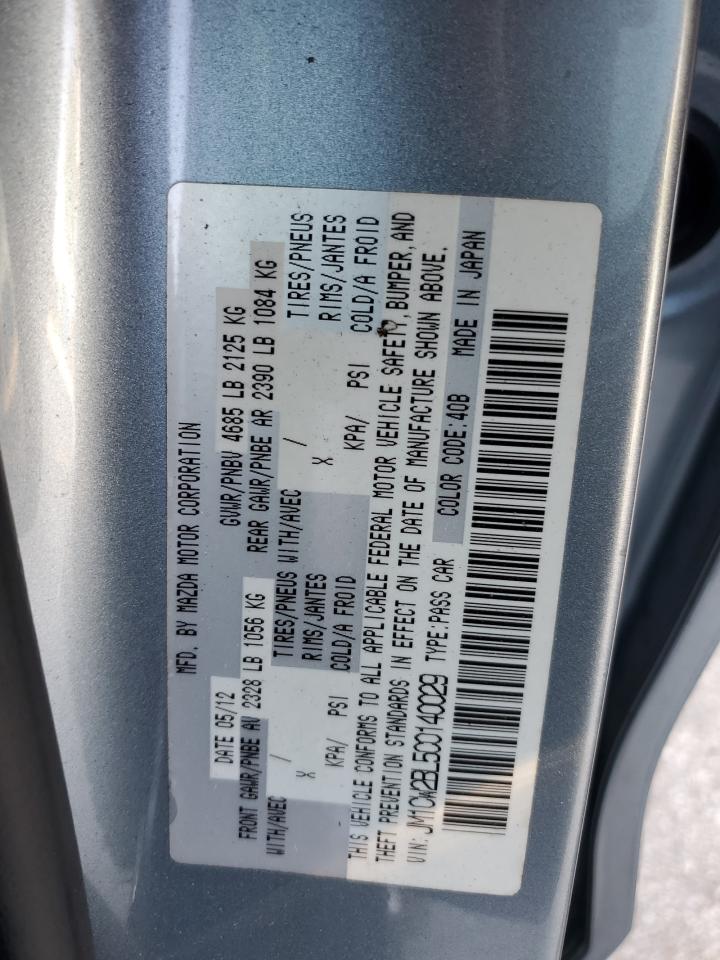 MFD. BY MAZDA MOTOR CORPORATION
DATE 05/12 GVWR/PNBV 4685 LB 2125 KG
FRONT GAWR/PNBE AV 2328 LB 1056 KG REAR GAWR/PNBE AR 2390 LB 1084 KG
WITH/AVEC / TIRES/PNEUS WITH/AVEC / TIRES/PNEUS
X RIMS/JANTES X RIMS/JANTES
KPA/ PSI COLD/A FROID KPA/ PSI COLD/A FROID
THIS VEHICLE CONFORMS TO ALL APPLICABLE FEDERAL MOTOR VEHICLE SAFETY, BUMPER, AND
THEFT PREVENTION STANDARDS IN EFFECT ON THE DATE OF MANUFACTURE SHOWN ABOVE.
VIN: JM1CW2BL5C0140029 TYPE:PASS CAR COLOR CODE:40B MADE IN JAPAN